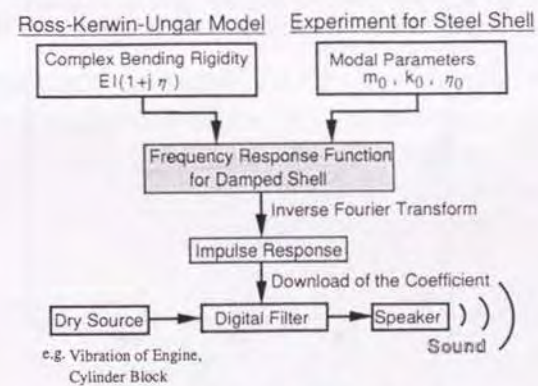 Ross-Kerwin-Ungar Model
Experiment for Steel Shell
Complex Bending Rigidity
EI(1+j η )
Modal Parameters
m0 , k0 , η0
Frequency Response Function
for Damped Shell
Inverse Fourier Transform
Impulse Response
Download of the Coefficient
Dry Source
Digital Filter
Speaker
Sound
e.g. Vibration of Engine,
Cylinder Block